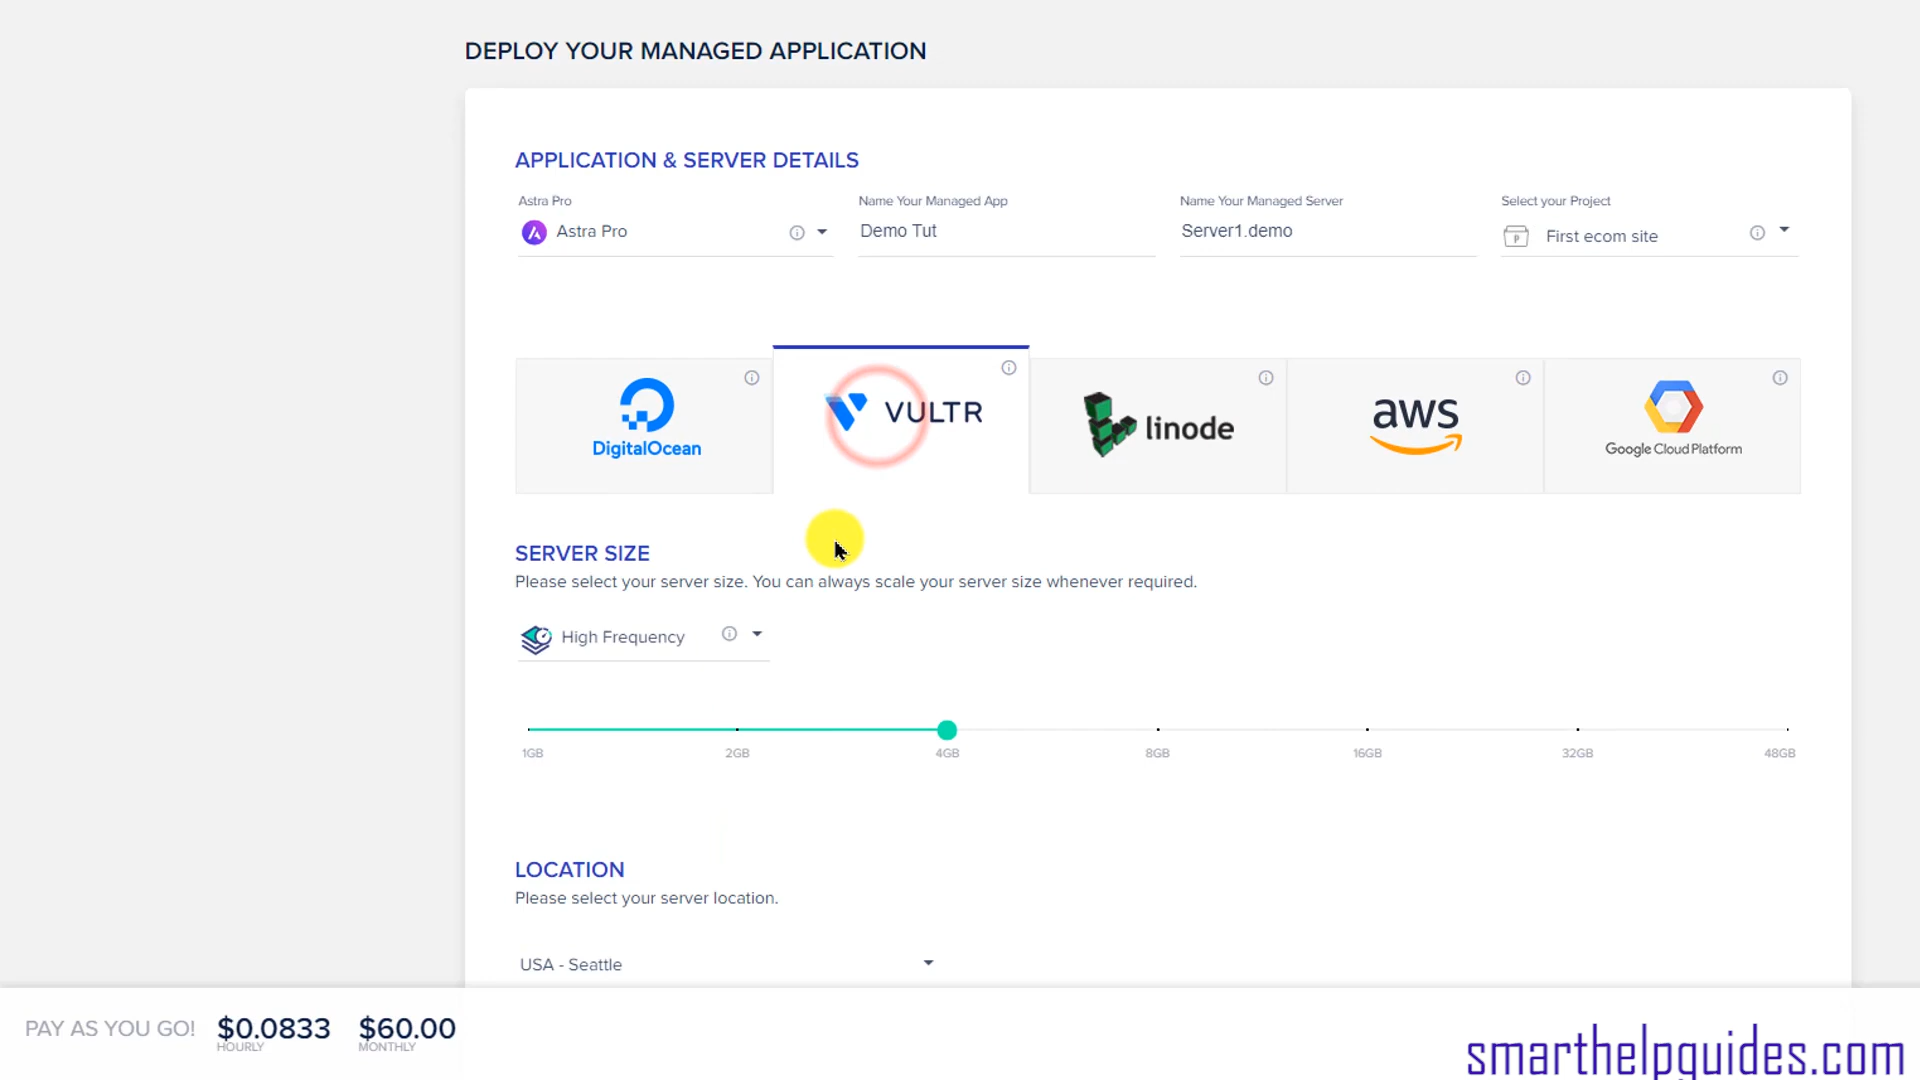 DEPLOY YOUR MANAGED APPLICATION
APPLICATION & SERVER DETAILS
Astra Pro
Name Your Managed App
Name Your Managed Server
Select your Project
Astra Pro
Demo Tut
Server1.demo
First ecom site
DigitalOcean
VULTR
linode
aws
Google Cloud Platform
SERVER SIZE
Please select your server size. You can always scale your server size whenever required.
High Frequency
1GB
2GB
4GB
8GB
16GB
32GB
48GB
LOCATION
Please select your server location.
USA - Seattle
PAY AS YOU GO!
$0.0833
HOURLY
$60.00
MONTHLY
smarthelpguides.com